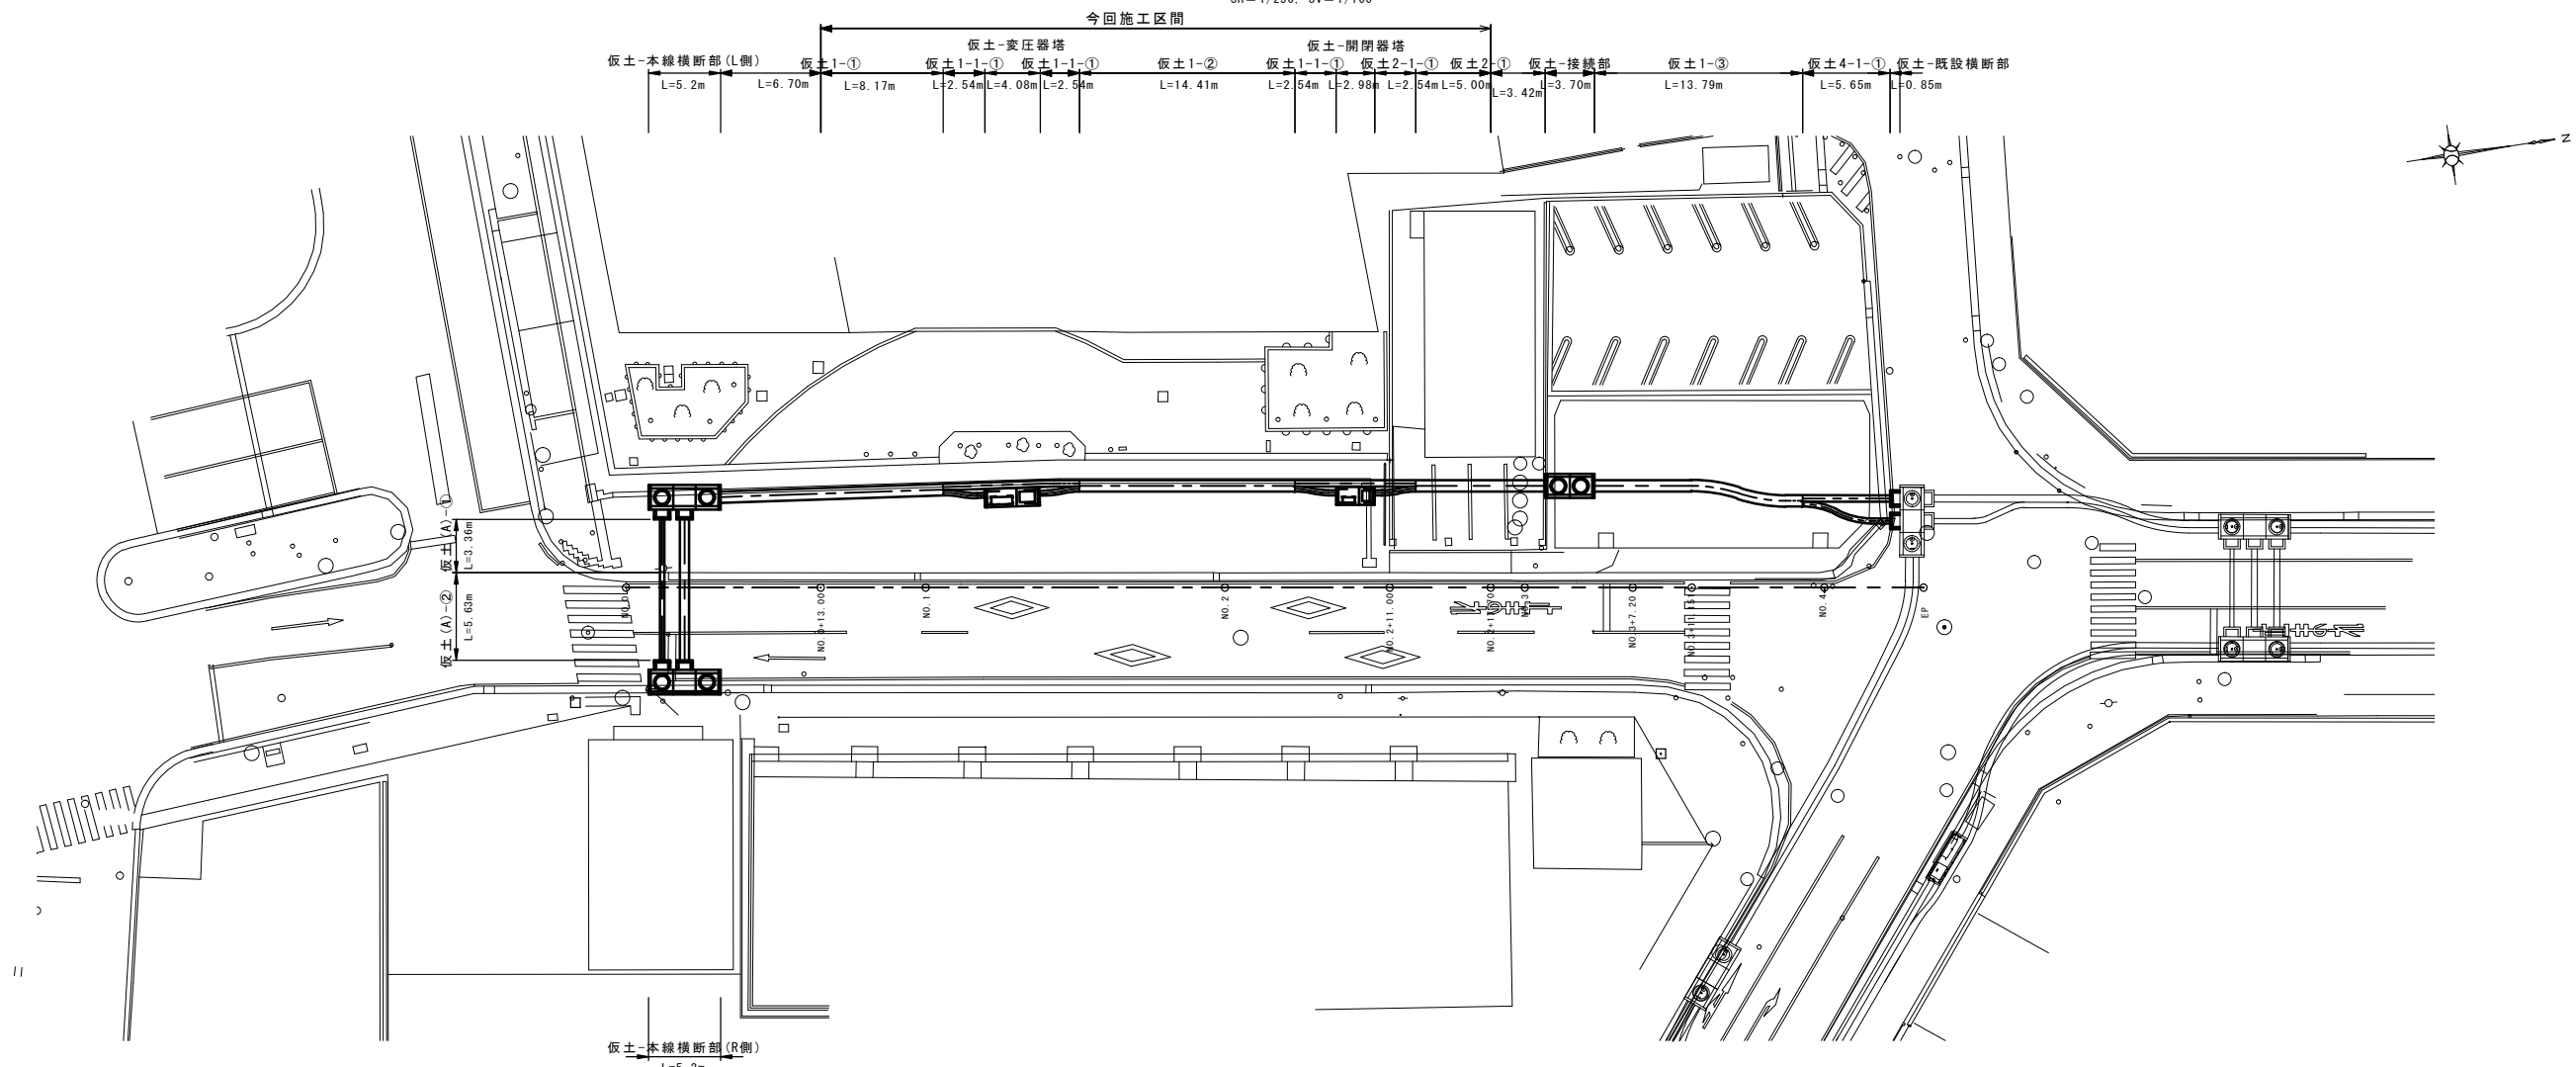 今回施工区間
仮土-変圧器塔
仮土-開閉器塔
仮土-本線横断部(L側)
仮土1-①
仮土1-1-①
仮土1-1-①
仮土1-②
仮土1-1-①
仮土2-1-①
仮土2-①
仮土-接続部
仮土1-③
仮土4-1-①
仮土-既設横断部
L=5.2m
L=6.70m
L=8.17m
L=2.54m
L=4.08m
L=2.54m
L=14.41m
L=2.54m
L=2.98m
L=2.54m
L=5.00m
L=3.42m
L=3.70m
L=13.79m
L=5.65m
L=0.85m
N
仮土(A)-①
L=3.36m
仮土(A)-②
L=5.63m
NO.0
NO.0+13.00
NO.1
NO.2
NO.2+11.00
NO.3
NO.3+7.20
NO.4
EP
仮土-本線横断部(R側)
L=5.2m